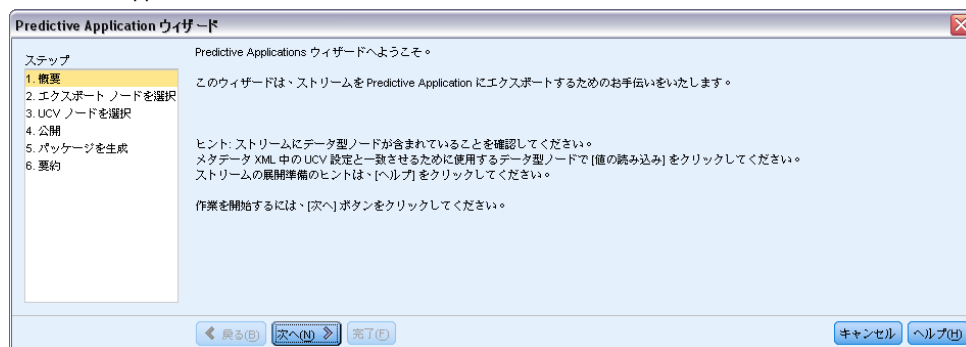 Predictive Application ウィザード
ステップ
1. 概要
2. エクスポート ノードを選択
3. UCV ノードを選択
4. 公開
5. パッケージを生成
6. 要約
Predictive Applications ウィザードへようこそ。
このウィザードは、ストリームを Predictive Application にエクスポートするためのお手伝いをいたします。
ヒント: ストリームにデータ型ノードが含まれていることを確認してください。
メタデータ XML 中の UCV 設定と一致させるために使用するデータ型ノードで [値の読み込み] をクリックしてください。
ストリームの展開準備のヒントは、[ヘルプ] をクリックしてください。
作業を開始するには、[次へ] ボタンをクリックしてください。
戻る(B) 次へ(N) 完了(F) キャンセル ヘルプ(H)